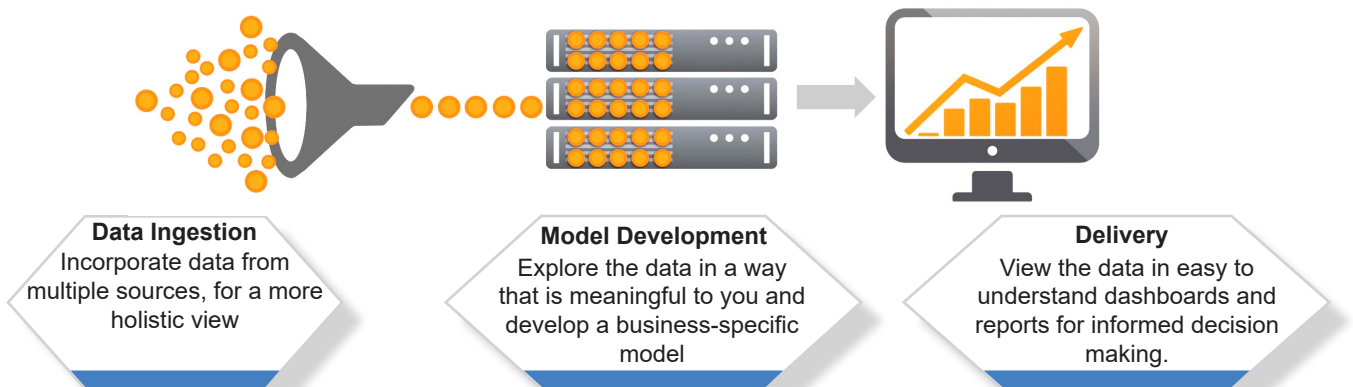 Data Ingestion
Incorporate data from
multiple sources, for a more
holistic view
Model Development
Explore the data in a way
that is meaningful to you and
develop a business-specific
model
Delivery
View the data in easy to
understand dashboards and
reports for informed decision
making.